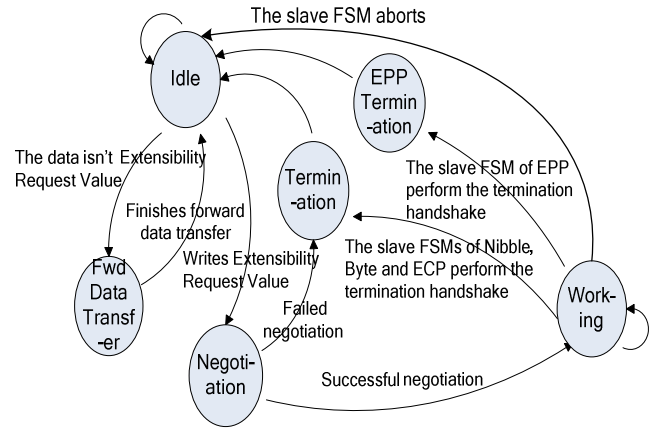 The slave FSM aborts
Idle
EPP
Termin
-ation
The data isn't Extensibility
Request Value
Termin
-ation
The slave FSM of EPP
perform the termination
handshake
Finishes forward
data transfer
The slave FSMs of Nibble,
Byte and ECP perform the
termination handshake
Writes Extensibility
Request Value
Fwd
Data
Transf
-er
Failed
negotiation
Work-
ing
Negoti-
ation
Successful negotiation